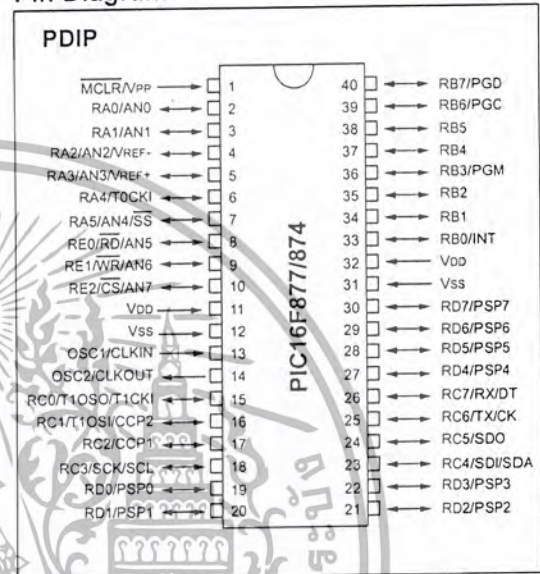 Pin Diagram
PDIP
MCLR/VPP 1
RA0/AN0 2
RA1/AN1 3
RA2/AN2/VREF- 4
RA3/AN3/VREF+ 5
RA4/T0CKI 6
RA5/AN4/SS 7
RE0/RD/AN5 8
RE1/WR/AN6 9
RE2/CS/AN7 10
VDD 11
VSS 12
OSC1/CLKIN 13
OSC2/CLKOUT 14
RC0/T1OSO/T1CKI 15
RC1/T1OSI/CCP2 16
RC2/CCP1 17
RC3/SCK/SCL 18
RD0/PSP0 19
RD1/PSP1 20
PIC16F877/874
40 RB7/PGD
39 RB6/PGC
38 RB5
37 RB4
36 RB3/PGM
35 RB2
34 RB1
33 RB0/INT
32 VDD
31 VSS
30 RD7/PSP7
29 RD6/PSP6
28 RD5/PSP5
27 RD4/PSP4
26 RC7/RX/DT
25 RC6/TX/CK
24 RC5/SDO
23 RC4/SDI/SDA
22 RD3/PSP3
21 RD2/PSP2